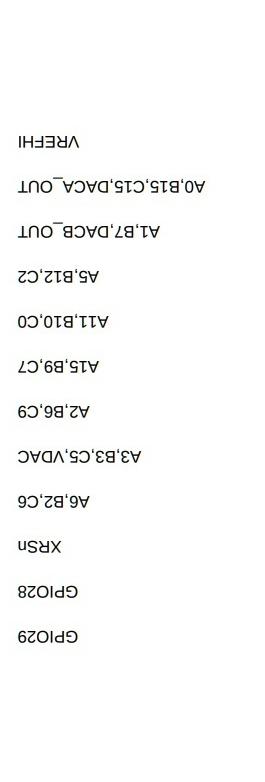 GPIO29
GPIO28
XRSn
A6,B2,C6
A3,B3,C5,VDAC
A2,B6,C9
A15,B9,C7
A11,B10,C0
A5,B12,C2
A1,B7,DACB_OUT
A0,B15,C15,DACA_OUT
VREFHI